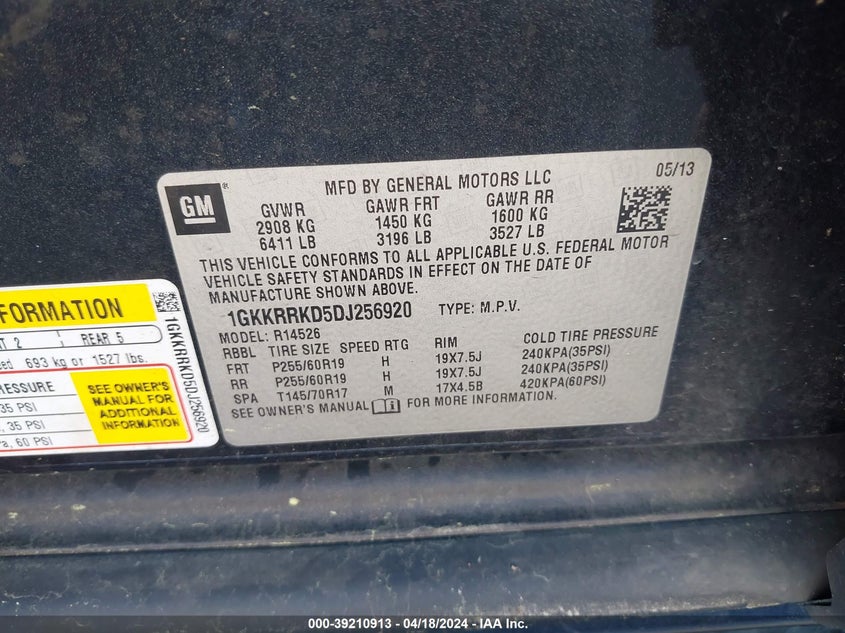 MFD BY GENERAL MOTORS LLC 05/13
GM®
GVWR GAWR FRT GAWR RR
2908 KG 1450 KG 1600 KG
6411 LB 3196 LB 3527 LB
THIS VEHICLE CONFORMS TO ALL APPLICABLE U.S. FEDERAL MOTOR
VEHICLE SAFETY STANDARDS IN EFFECT ON THE DATE OF
MANUFACTURE SHOWN ABOVE.
1GKKRRKD5DJ256920 TYPE: M.P.V.
MODEL: R14526
RBBL TIRE SIZE SPEED RTG RIM COLD TIRE PRESSURE
FRT P255/60R19 H 19X7.5J 240KPA(35PSI)
RR P255/60R19 H 19X7.5J 240KPA(35PSI)
SPA T145/70R17 M 17X4.5B 420KPA(60PSI)
SEE OWNER'S MANUAL FOR MORE INFORMATION.
FORMATION
2 REAR 5
693 kg or 1527 lbs.
SEE OWNER'S
MANUAL FOR
ADDITIONAL
INFORMATION
35 PSI
35 PSI
60 PSI
1GKKRRKD5DJ256920
000-39210913 - 04/18/2024 - IAA Inc.